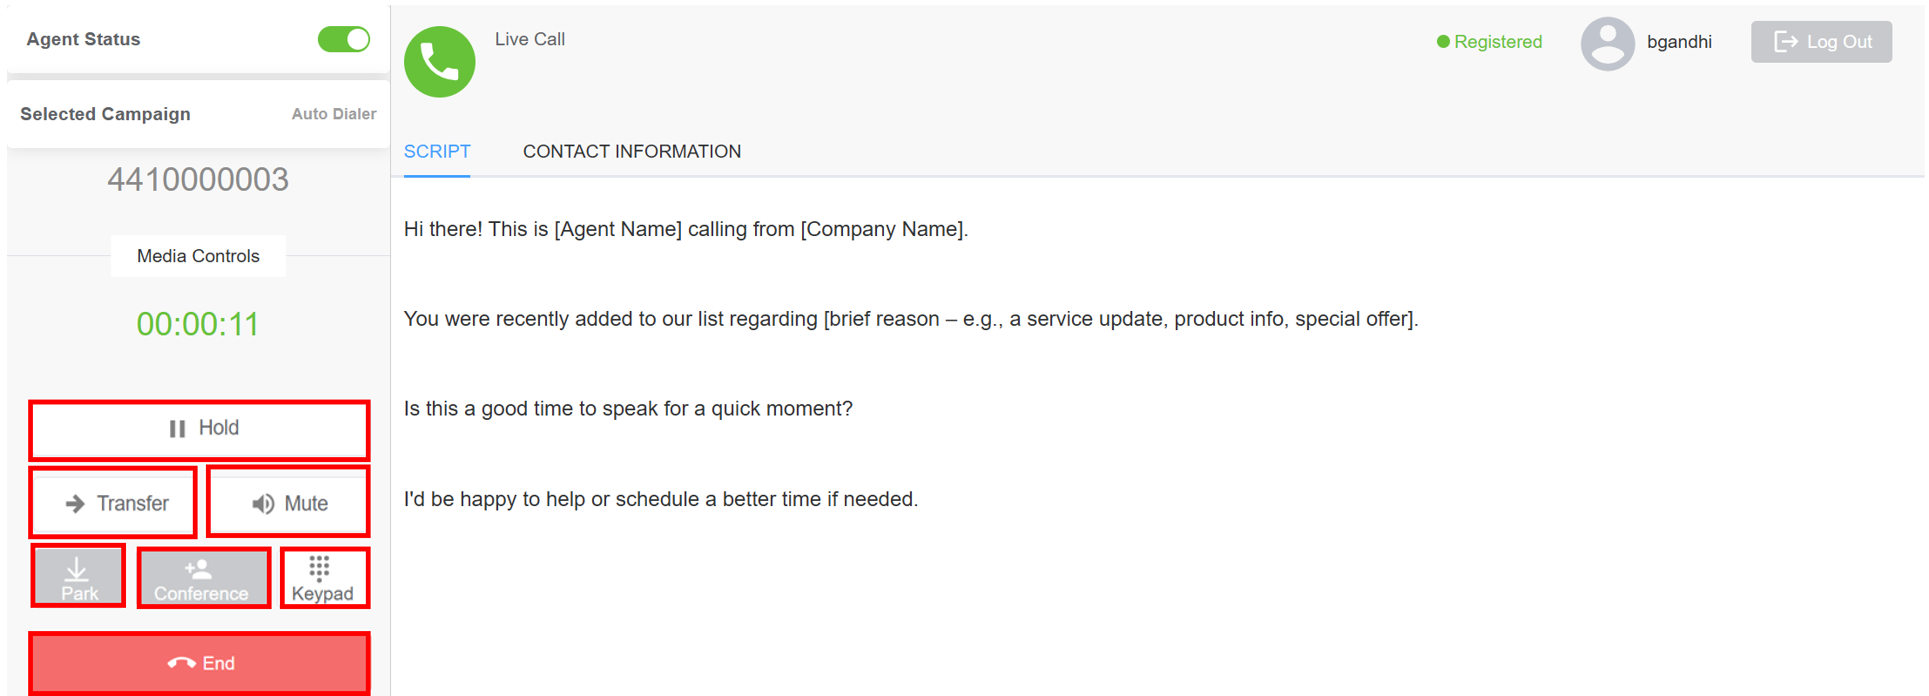 Agent Status
Selected Campaign Auto Dialer
4410000003
Media Controls
00:00:11
Hold
Transfer Mute
Park Conference Keypad
End
Live Call
Registered bgandhi Log Out
SCRIPT CONTACT INFORMATION
Hi there! This is [Agent Name] calling from [Company Name].
You were recently added to our list regarding [brief reason – e.g., a service update, product info, special offer].
Is this a good time to speak for a quick moment?
I'd be happy to help or schedule a better time if needed.